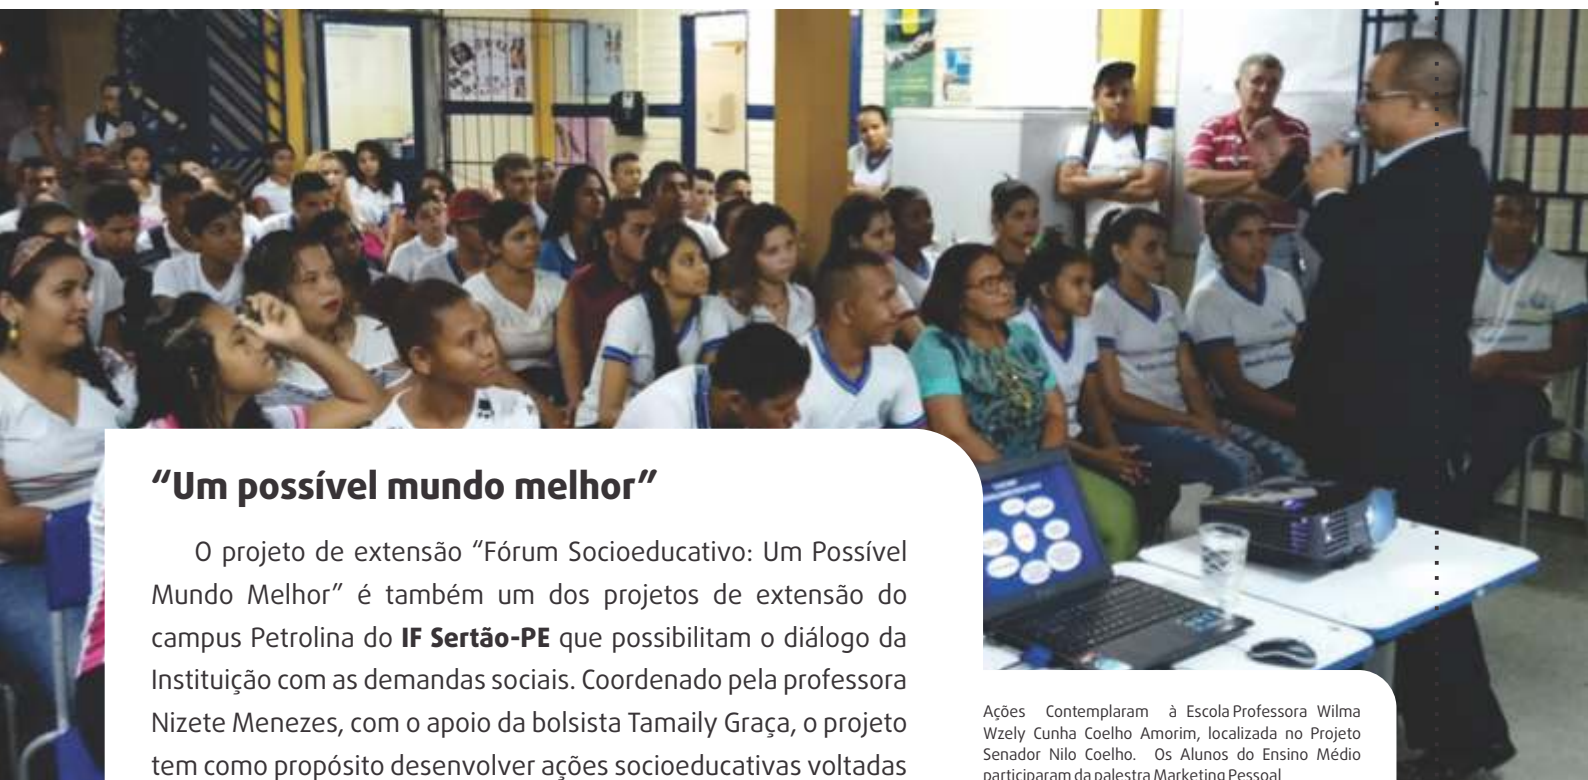 “Um possível mundo melhor”
O projeto de extensão “Fórum Socioeducativo: Um Possível
Mundo Melhor” é também um dos projetos de extensão do
campus Petrolina do IF Sertão-PE que possibilitam o diálogo da
Instituição com as demandas sociais. Coordenado pela professora
Nizete Menezes, com o apoio da bolsista Tamaily Graça, o projeto
tem como propósito desenvolver ações socioeducativas voltadas
Ações Contemplaram à Escola Professora Wilma
Wzely Cunha Coelho Amorim, localizada no Projeto
Senador Nilo Coelho. Os Alunos do Ensino Médio
participaram da palestra Marketing Pessoal